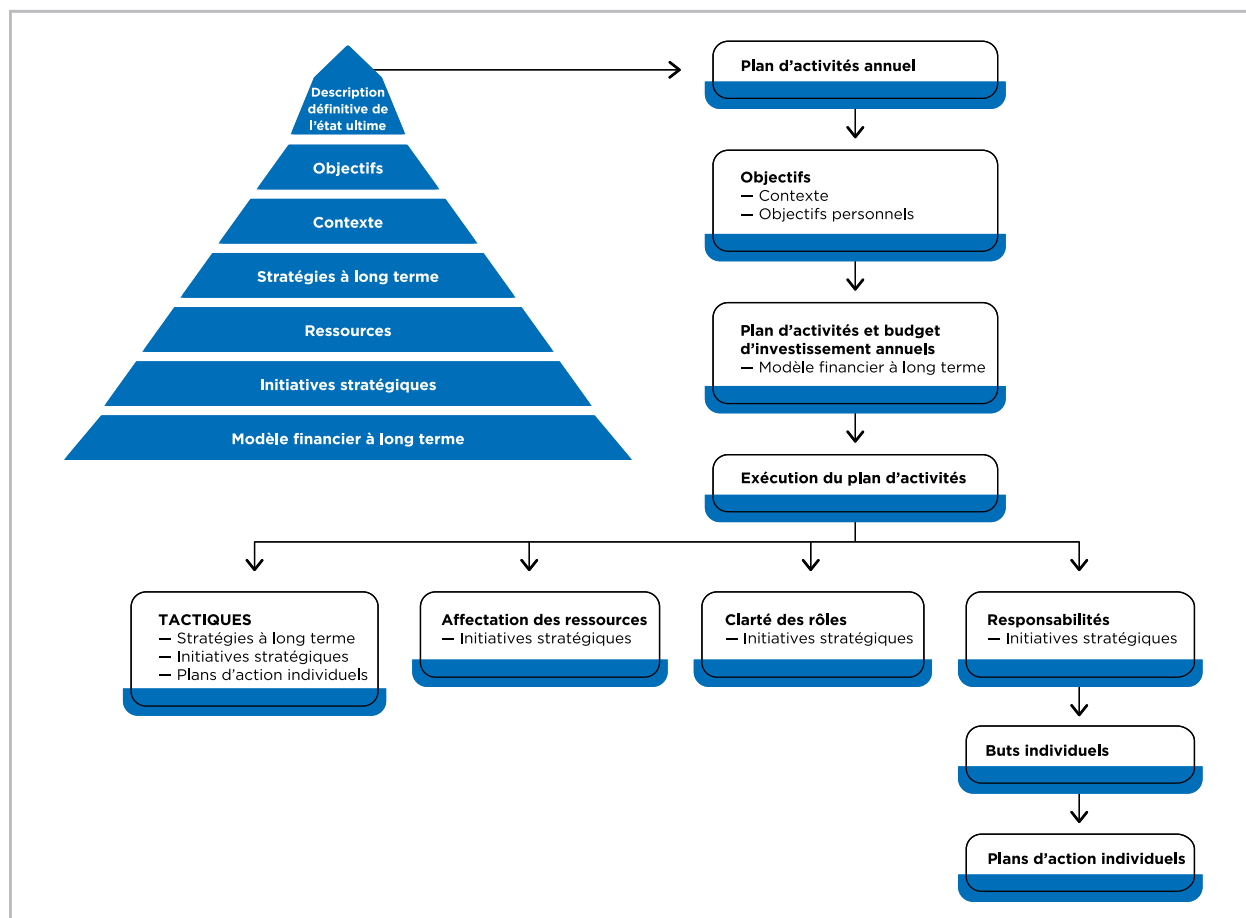 Description
définitive de
l'état ultime
Objectifs
Contexte
Stratégies à long terme
Ressources
Initiatives stratégiques
Modèle financier à long terme
Plan d'activités annuel
Objectifs
— Contexte
— Objectifs personnels
Plan d'activités et budget
d'investissement annuels
— Modèle financier à long terme
Exécution du plan d'activités
TACTIQUES
— Stratégies à long terme
— Initiatives stratégiques
— Plans d'action individuels
Affectation des ressources
— Initiatives stratégiques
Clarté des rôles
— Initiatives stratégiques
Responsabilités
— Initiatives stratégiques
Buts individuels
Plans d'action individuels